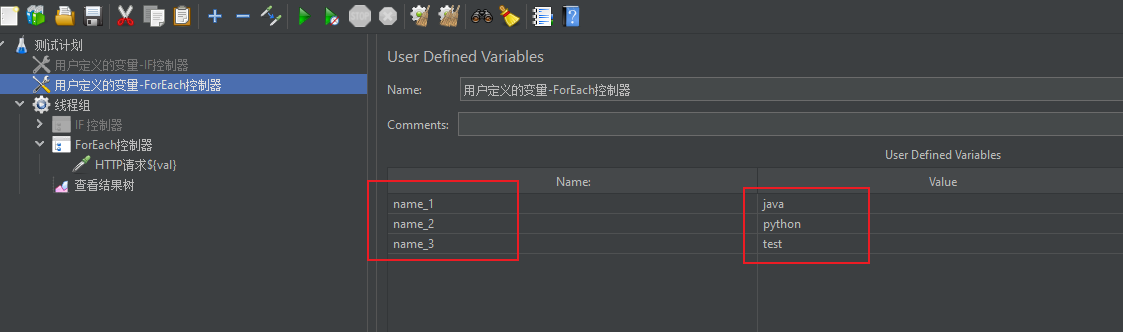 STOP
测试计划
用户定义的变量-IF控制器
用户定义的变量-ForEach控制器
线程组
IF 控制器
ForEach控制器
HTTP请求${val}
查看结果树
User Defined Variables
Name: 用户定义的变量-ForEach控制器
Comments:
User Defined Variables
Name: Value
name_1 java
name_2 python
name_3 test